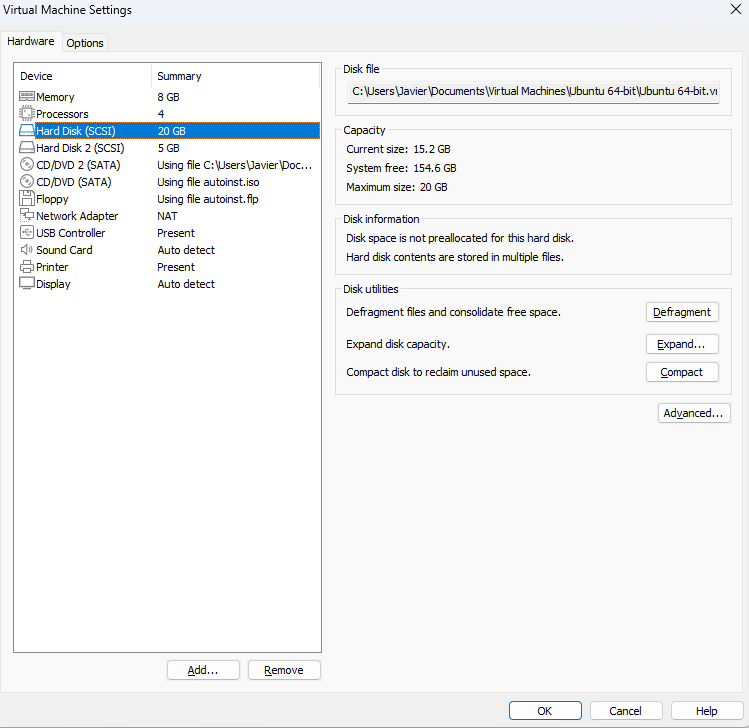 Virtual Machine Settings
Hardware Options
Device Summary
Memory 8 GB
Processors 4
Hard Disk (SCSI) 20 GB
Hard Disk 2 (SCSI) 5 GB
CD/DVD 2 (SATA) Using file C:\Users\Javier\Doc...
CD/DVD (SATA) Using file autoinst.iso
Floppy Using file autoinst.flp
Network Adapter NAT
USB Controller Present
Sound Card Auto detect
Printer Present
Display Auto detect
Add... Remove
Disk file
C:\Users\Javier\Documents\Virtual Machines\Ubuntu 64-bit\Ubuntu 64-bit.vm
Capacity
Current size: 15.2 GB
System free: 154.6 GB
Maximum size: 20 GB
Disk information
Disk space is not preallocated for this hard disk.
Hard disk contents are stored in multiple files.
Disk utilities
Defragment files and consolidate free space. Defragment
Expand disk capacity. Expand...
Compact disk to reclaim unused space. Compact
Advanced...
OK Cancel Help